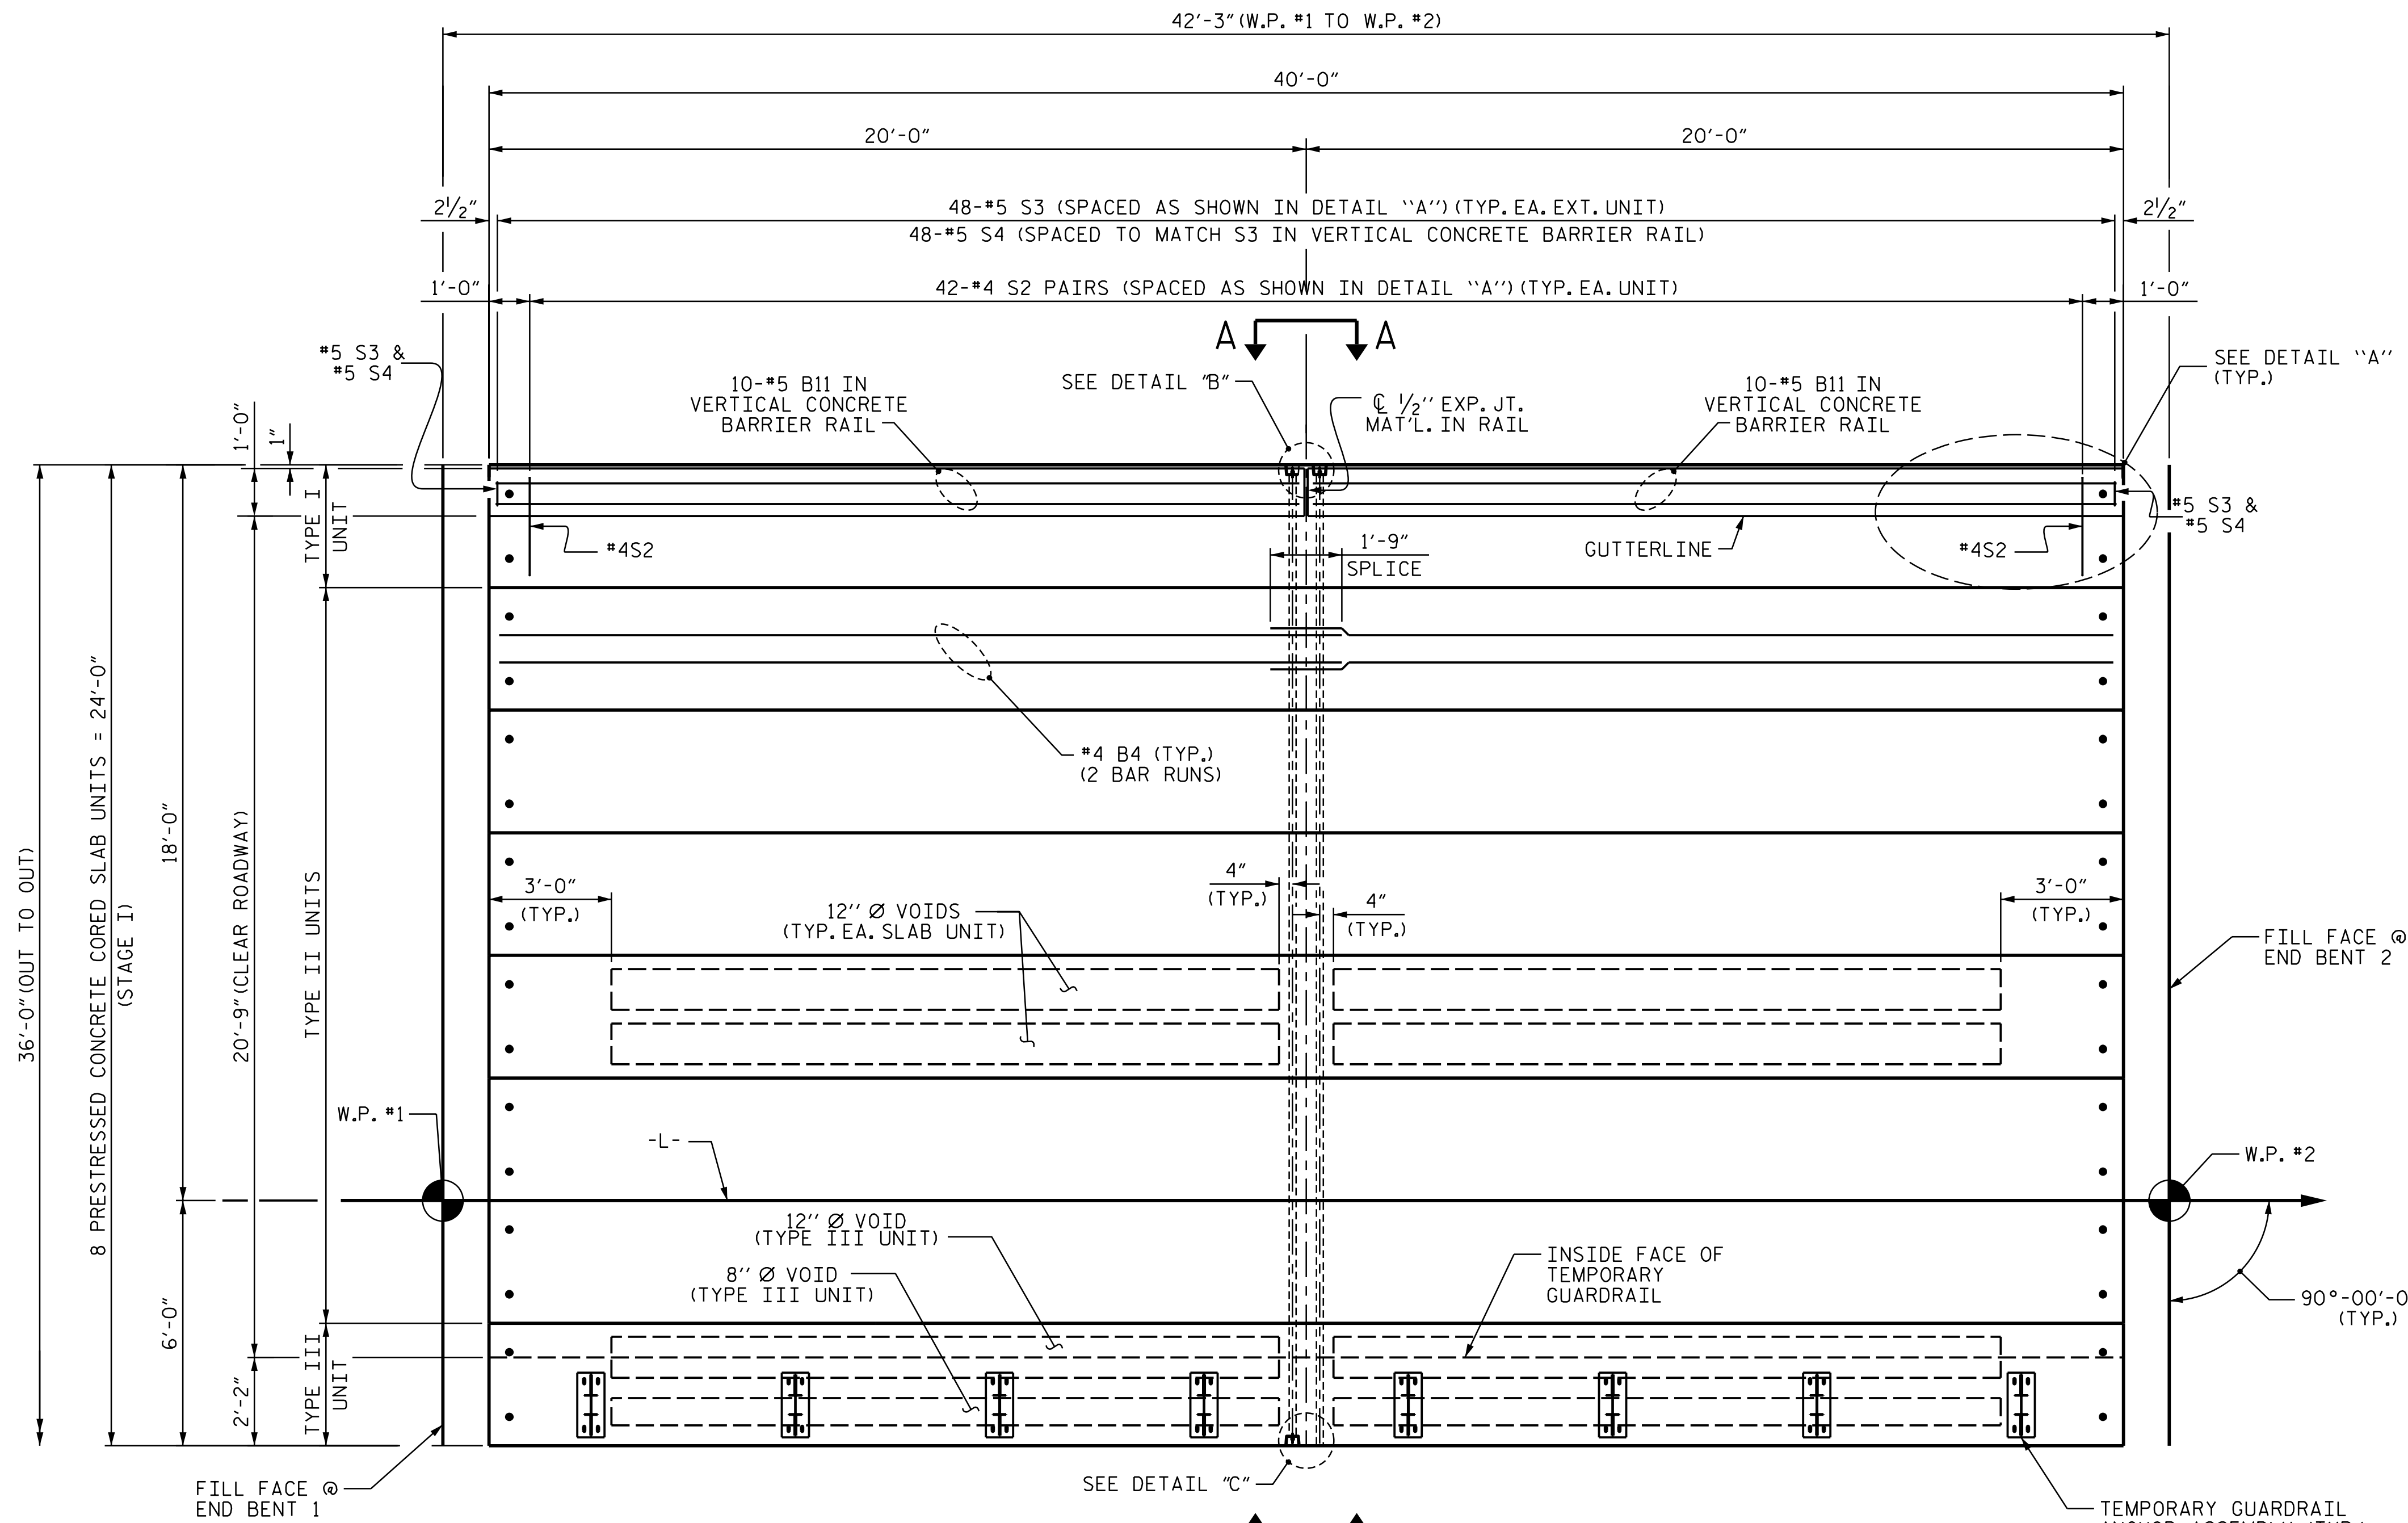 42'-3" (W.P. #1 TO W.P. #2)
40'-0"
20'-0"
20'-0"
2 1/2"
48-#5 S3 (SPACED AS SHOWN IN DETAIL ``A'') (TYP. EA. EXT. UNIT)
48-#5 S4 (SPACED TO MATCH S3 IN VERTICAL CONCRETE BARRIER RAIL)
2 1/2"
1'-0"
42-#4 S2 PAIRS (SPACED AS SHOWN IN DETAIL ``A'') (TYP. EA. UNIT)
1'-0"
A
A
#5 S3 &
#5 S4
10-#5 B11 IN
VERTICAL CONCRETE
BARRIER RAIL
SEE DETAIL "B"
℄ 1/2'' EXP. JT.
MAT'L. IN RAIL
10-#5 B11 IN
VERTICAL CONCRETE
BARRIER RAIL
SEE DETAIL ``A''
(TYP.)
1'-0"
1"
TYPE I
UNIT
#4S2
1'-9"
SPLICE
GUTTERLINE
#4S2
#5 S3 &
#5 S4
#4 B4 (TYP.)
(2 BAR RUNS)
36'-0" (OUT TO OUT)
8 PRESTRESSED CONCRETE CORED SLAB UNITS = 24'-0"
(STAGE I)
18'-0"
20'-9" (CLEAR ROADWAY)
TYPE II UNITS
3'-0"
(TYP.)
12'' Ø VOIDS
(TYP. EA. SLAB UNIT)
4"
(TYP.)
4"
(TYP.)
3'-0"
(TYP.)
FILL FACE @
END BENT 2
W.P. #1
-L-
W.P. #2
6'-0"
2'-2"
TYPE III
UNIT
12'' Ø VOID
(TYPE III UNIT)
8'' Ø VOID
(TYPE III UNIT)
INSIDE FACE OF
TEMPORARY
GUARDRAIL
90°-00'-0
(TYP.)
FILL FACE @
END BENT 1
SEE DETAIL "C"
TEMPORARY GUARDRAIL